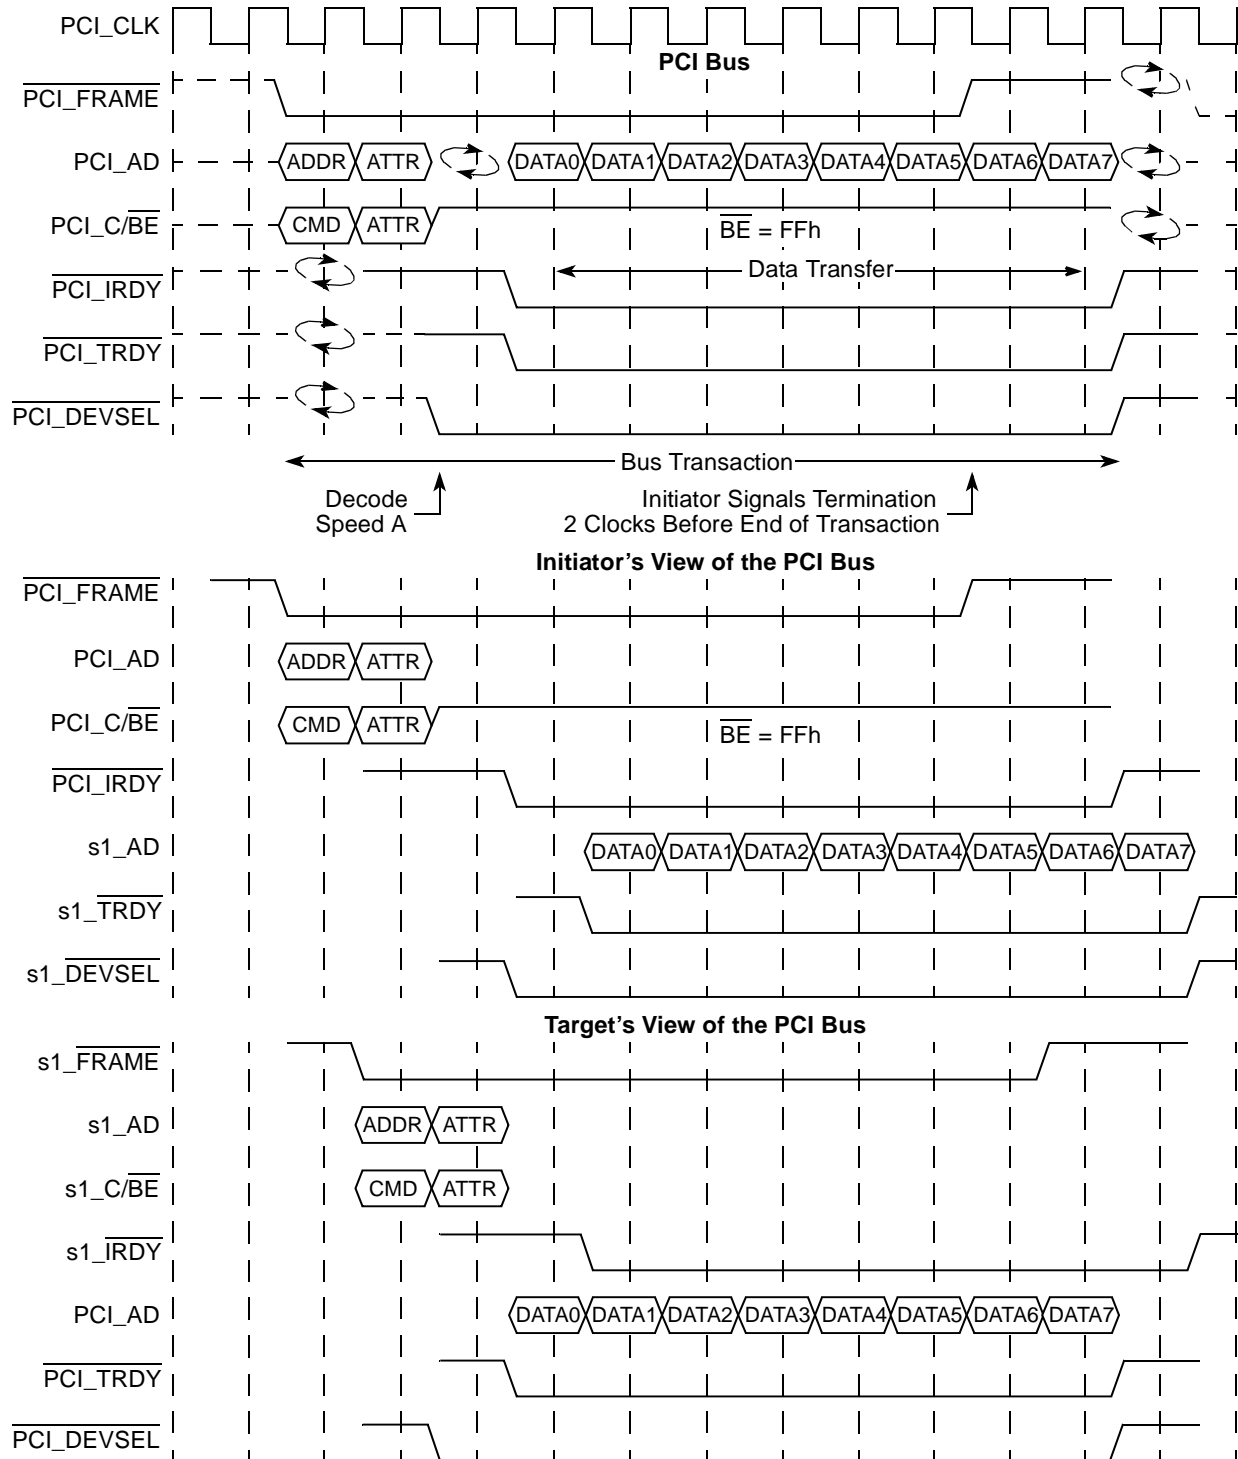 PCI_CLK
PCI Bus
PCI_FRAME
PCI_AD ADDR ATTR DATA0 DATA1 DATA2 DATA3 DATA4 DATA5 DATA6 DATA7
PCI_C/BE CMD ATTR BE = FFh
PCI_IRDY Data Transfer
PCI_TRDY
PCI_DEVSEL
Bus Transaction
Decode
Speed A
Initiator Signals Termination
2 Clocks Before End of Transaction
Initiator's View of the PCI Bus
PCI_FRAME
PCI_AD ADDR ATTR
PCI_C/BE CMD ATTR BE = FFh
PCI_IRDY
s1_AD DATA0 DATA1 DATA2 DATA3 DATA4 DATA5 DATA6 DATA7
s1_TRDY
s1_DEVSEL
Target's View of the PCI Bus
s1_FRAME
s1_AD ADDR ATTR
s1_C/BE CMD ATTR
s1_IRDY
PCI_AD DATA0 DATA1 DATA2 DATA3 DATA4 DATA5 DATA6 DATA7
PCI_TRDY
PCI_DEVSEL